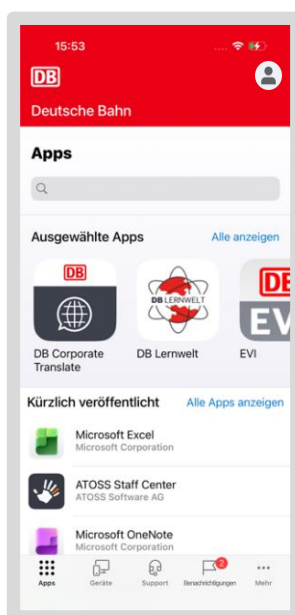 15:53
DB
Deutsche Bahn
Apps
Ausgewählte Apps
Alle anzeigen
DB
DB LERNWELT
DB
EVI
DB Corporate
Translate
DB Lernwelt
EVI
Kürzlich veröffentlicht
Alle Apps anzeigen
Microsoft Excel
Microsoft Corporation
ATOSS Staff Center
ATOSS Software AG
Microsoft OneNote
Microsoft Corporation
2
Apps
Geräte
Support
Benachrichtigungen
Mehr